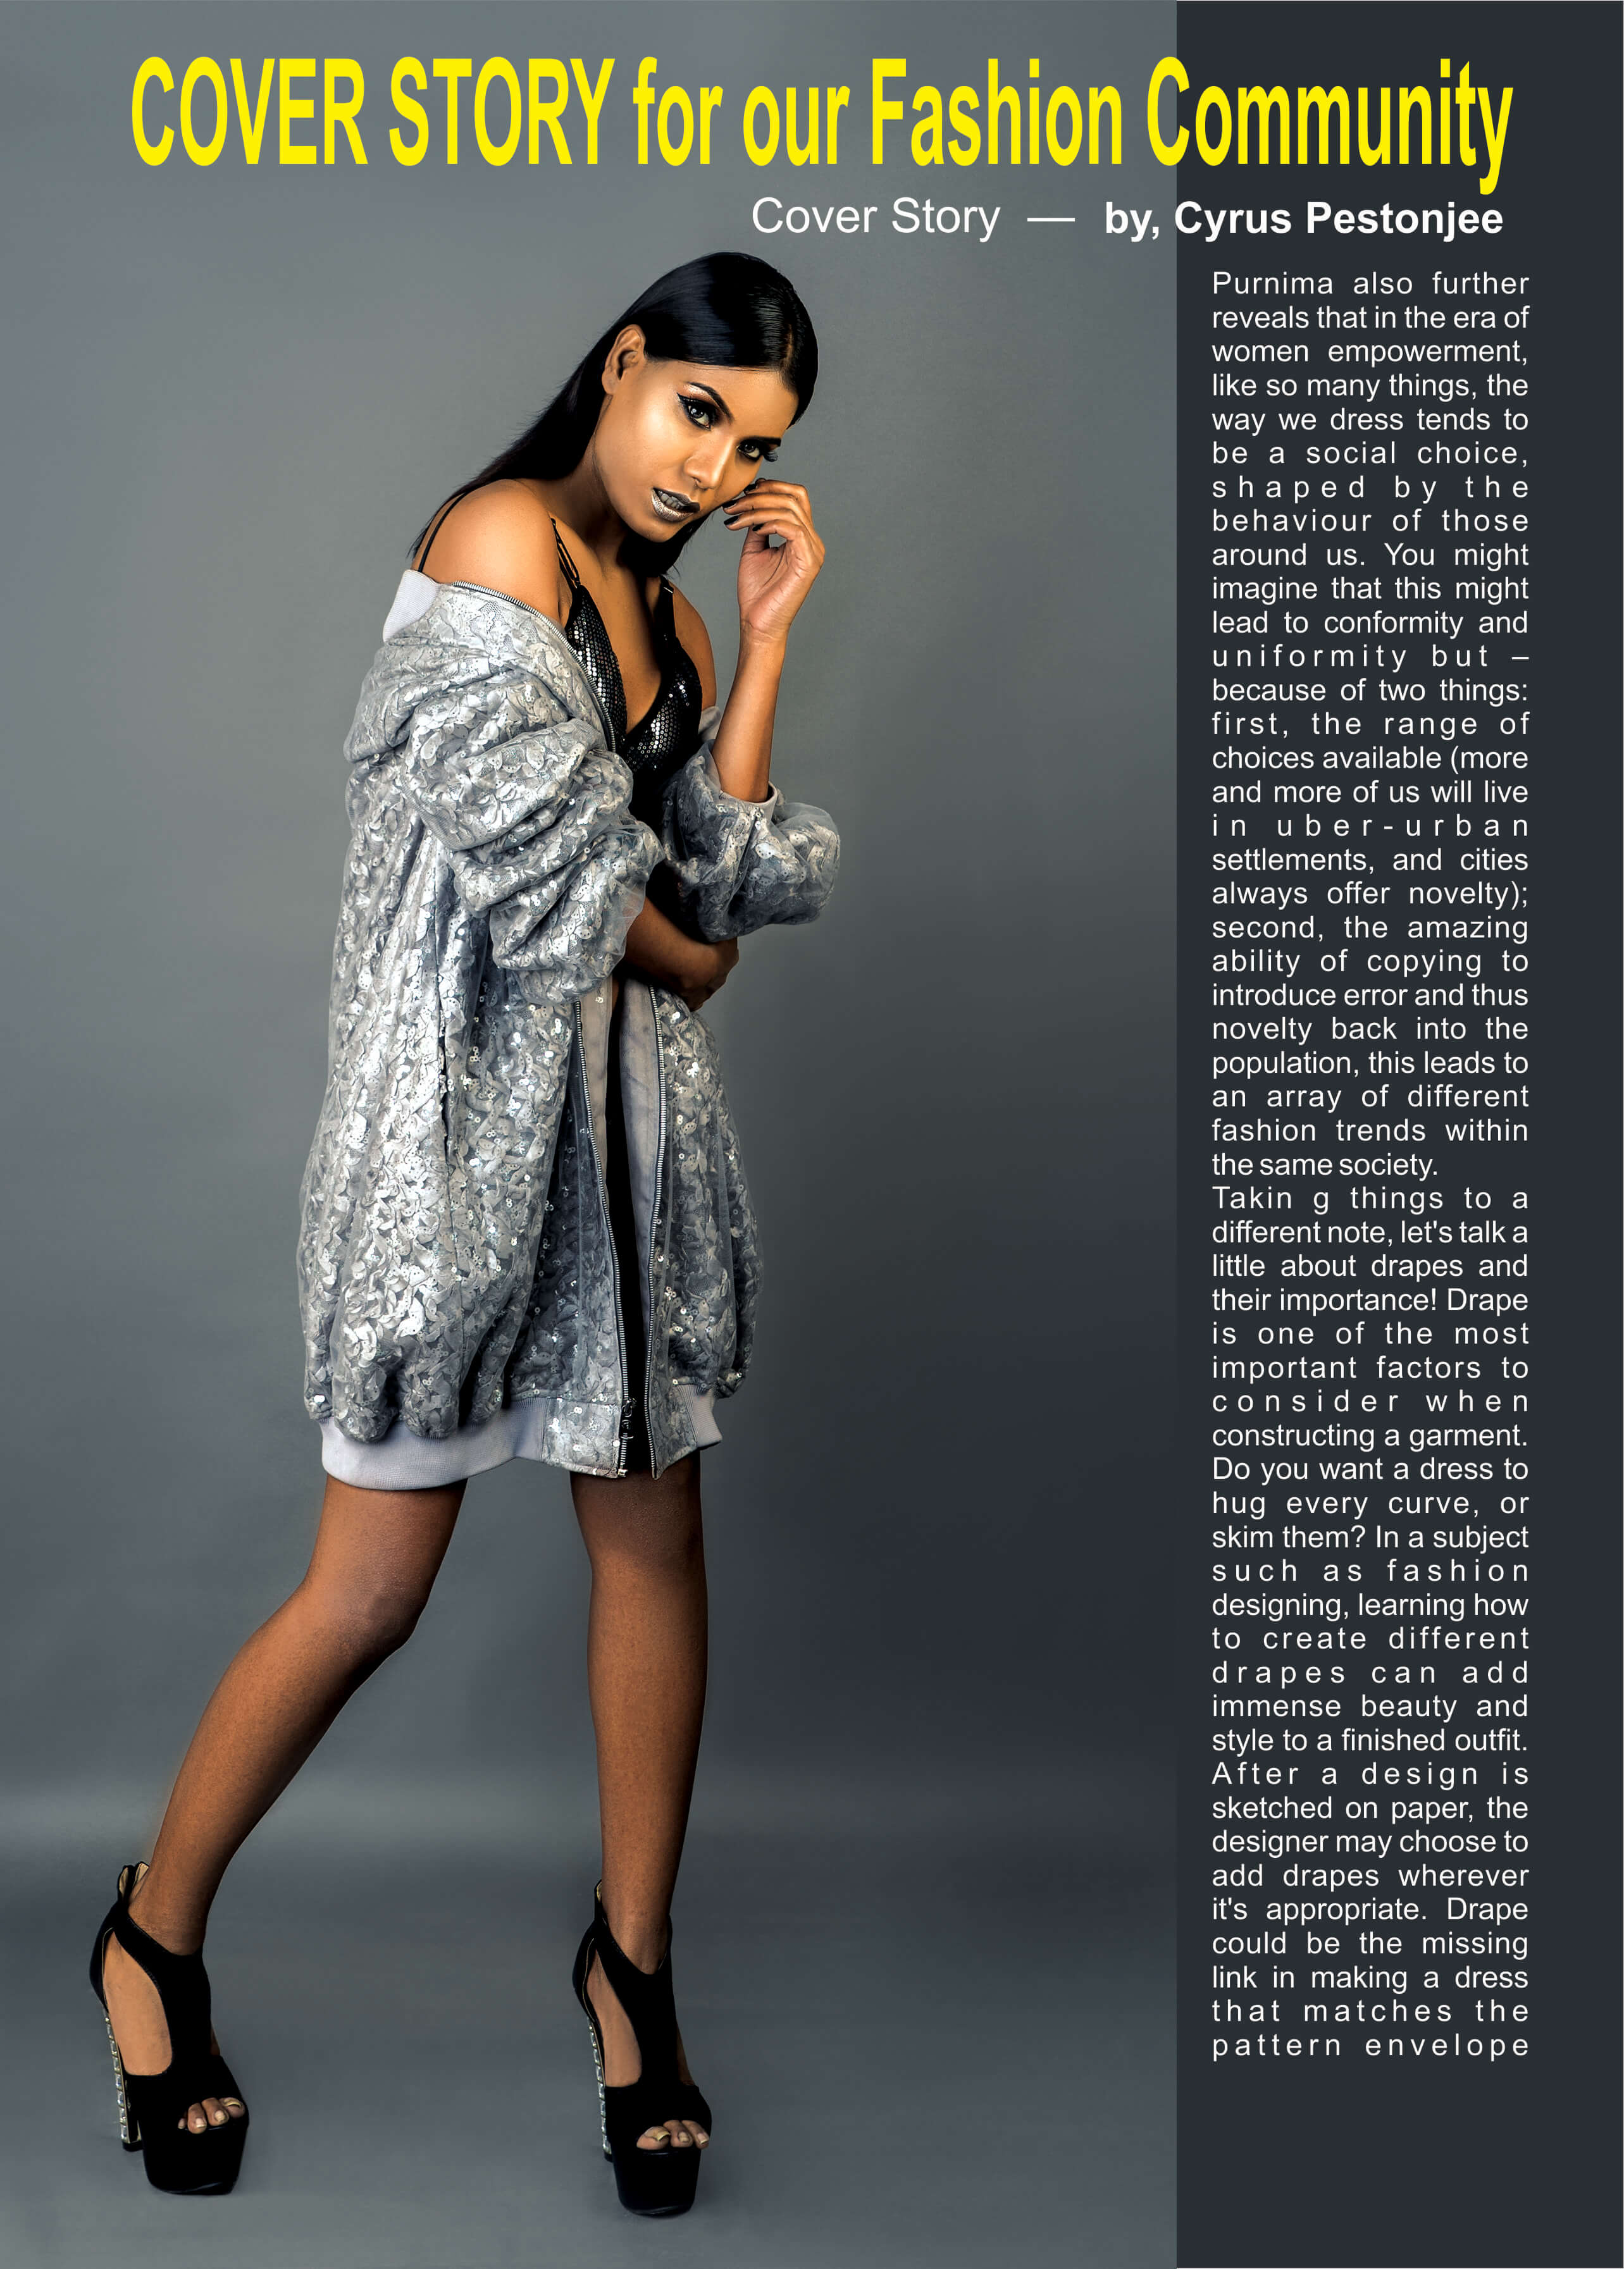 COVER STORY for our Fashion Community
Cover Story — by, Cyrus Pestonjee
Purnima also further
reveals that in the era of
women empowerment,
like so many things, the
way we dress tends to
be a social choice,
shaped by the
behaviour of those
around us. You might
imagine that this might
lead to conformity and
uniformity but –
because of two things:
first, the range of
choices available (more
and more of us will live
in uber-urban
settlements, and cities
always offer novelty);
second, the amazing
ability of copying to
introduce error and thus
novelty back into the
population, this leads to
an array of different
fashion trends within
the same society.
Takin g things to a
different note, let's talk a
little about drapes and
their importance! Drape
is one of the most
important factors to
consider when
constructing a garment.
Do you want a dress to
hug every curve, or
skim them? In a subject
such as fashion
designing, learning how
to create different
drapes can add
immense beauty and
style to a finished outfit.
After a design is
sketched on paper, the
designer may choose to
add drapes wherever
it's appropriate. Drape
could be the missing
link in making a dress
that matches the
pattern envelope